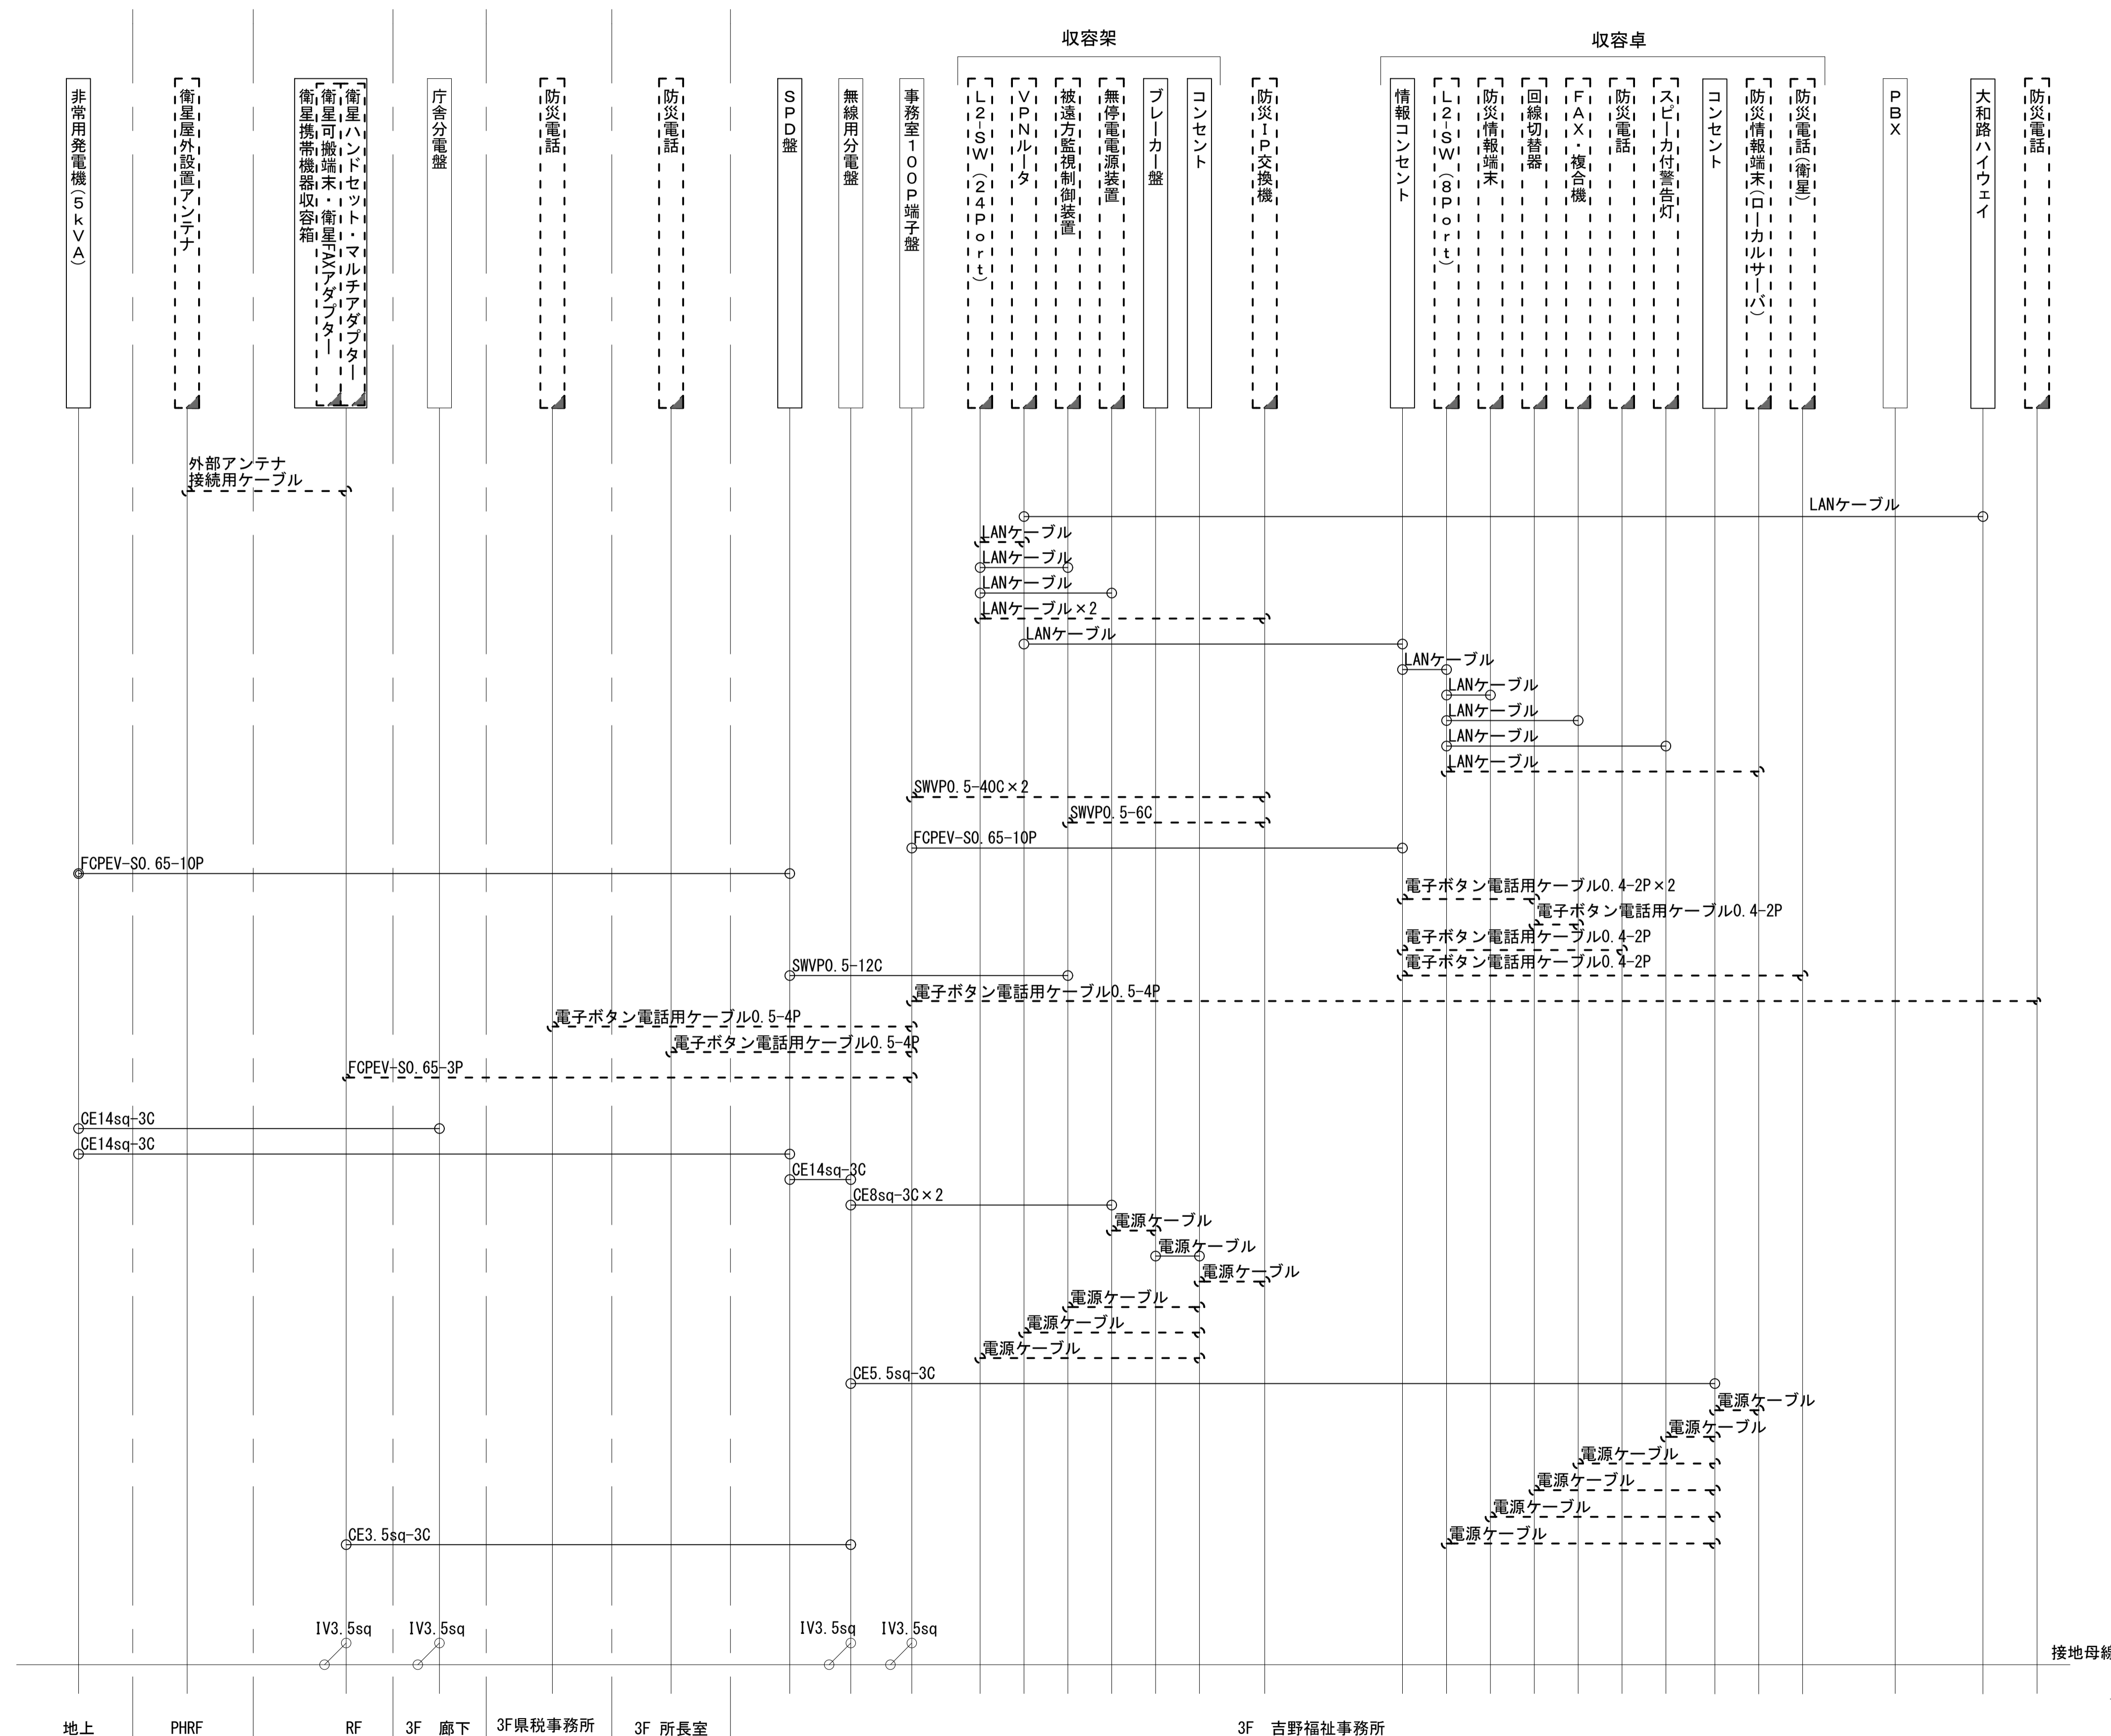 収容架
収容卓
非常用発電機(5kVA)
衛星屋外設置アンテナ
衛星携帯機器収容箱
衛星可搬端末・衛星FAXアダプター
衛星ハンドセット・マルチアダプター
庁舎分電盤
防災電話
防災電話
SPD盤
無線用分電盤
事務室100P端子盤
L2-SW(24Port)
VPNルータ
被遠方監視制御装置
無停電電源装置
ブレーカー盤
コンセント
防災IP交換機
情報コンセント
L2-SW(8Port)
防災情報端末
回線切替器
FAX・複合機
防災電話
スピーカ付警告灯
コンセント
防災情報端末(ローカルサーバ)
防災電話(衛星)
PBX
大和路ハイウェイ
防災電話
外部アンテナ
接続用ケーブル
LANケーブル
LANケーブル
LANケーブル
LANケーブル
LANケーブル×2
LANケーブル
LANケーブル
LANケーブル
LANケーブル
LANケーブル
LANケーブル
SWVP0.5-40C×2
SWVP0.5-6C
FCPEV-S0.65-10P
FCPEV-S0.65-10P
電子ボタン電話用ケーブル0.4-2P×2
電子ボタン電話用ケーブル0.4-2P
電子ボタン電話用ケーブル0.4-2P
SWVP0.5-12C
電子ボタン電話用ケーブル0.4-2P
電子ボタン電話用ケーブル0.5-4P
電子ボタン電話用ケーブル0.5-4P
電子ボタン電話用ケーブル0.5-4P
FCPEV-S0.65-3P
CE14sq-3C
CE14sq-3C
CE14sq-3C
CE8sq-3C×2
電源ケーブル
電源ケーブル
電源ケーブル
電源ケーブル
電源ケーブル
電源ケーブル
CE5.5sq-3C
電源ケーブル
電源ケーブル
電源ケーブル
電源ケーブル
電源ケーブル
CE3.5sq-3C
電源ケーブル
IV3.5sq
IV3.5sq
IV3.5sq
IV3.5sq
接地母線
地上
PHRF
RF
3F 廊下
3F県税事務所
3F 所長室
3F 吉野福祉事務所